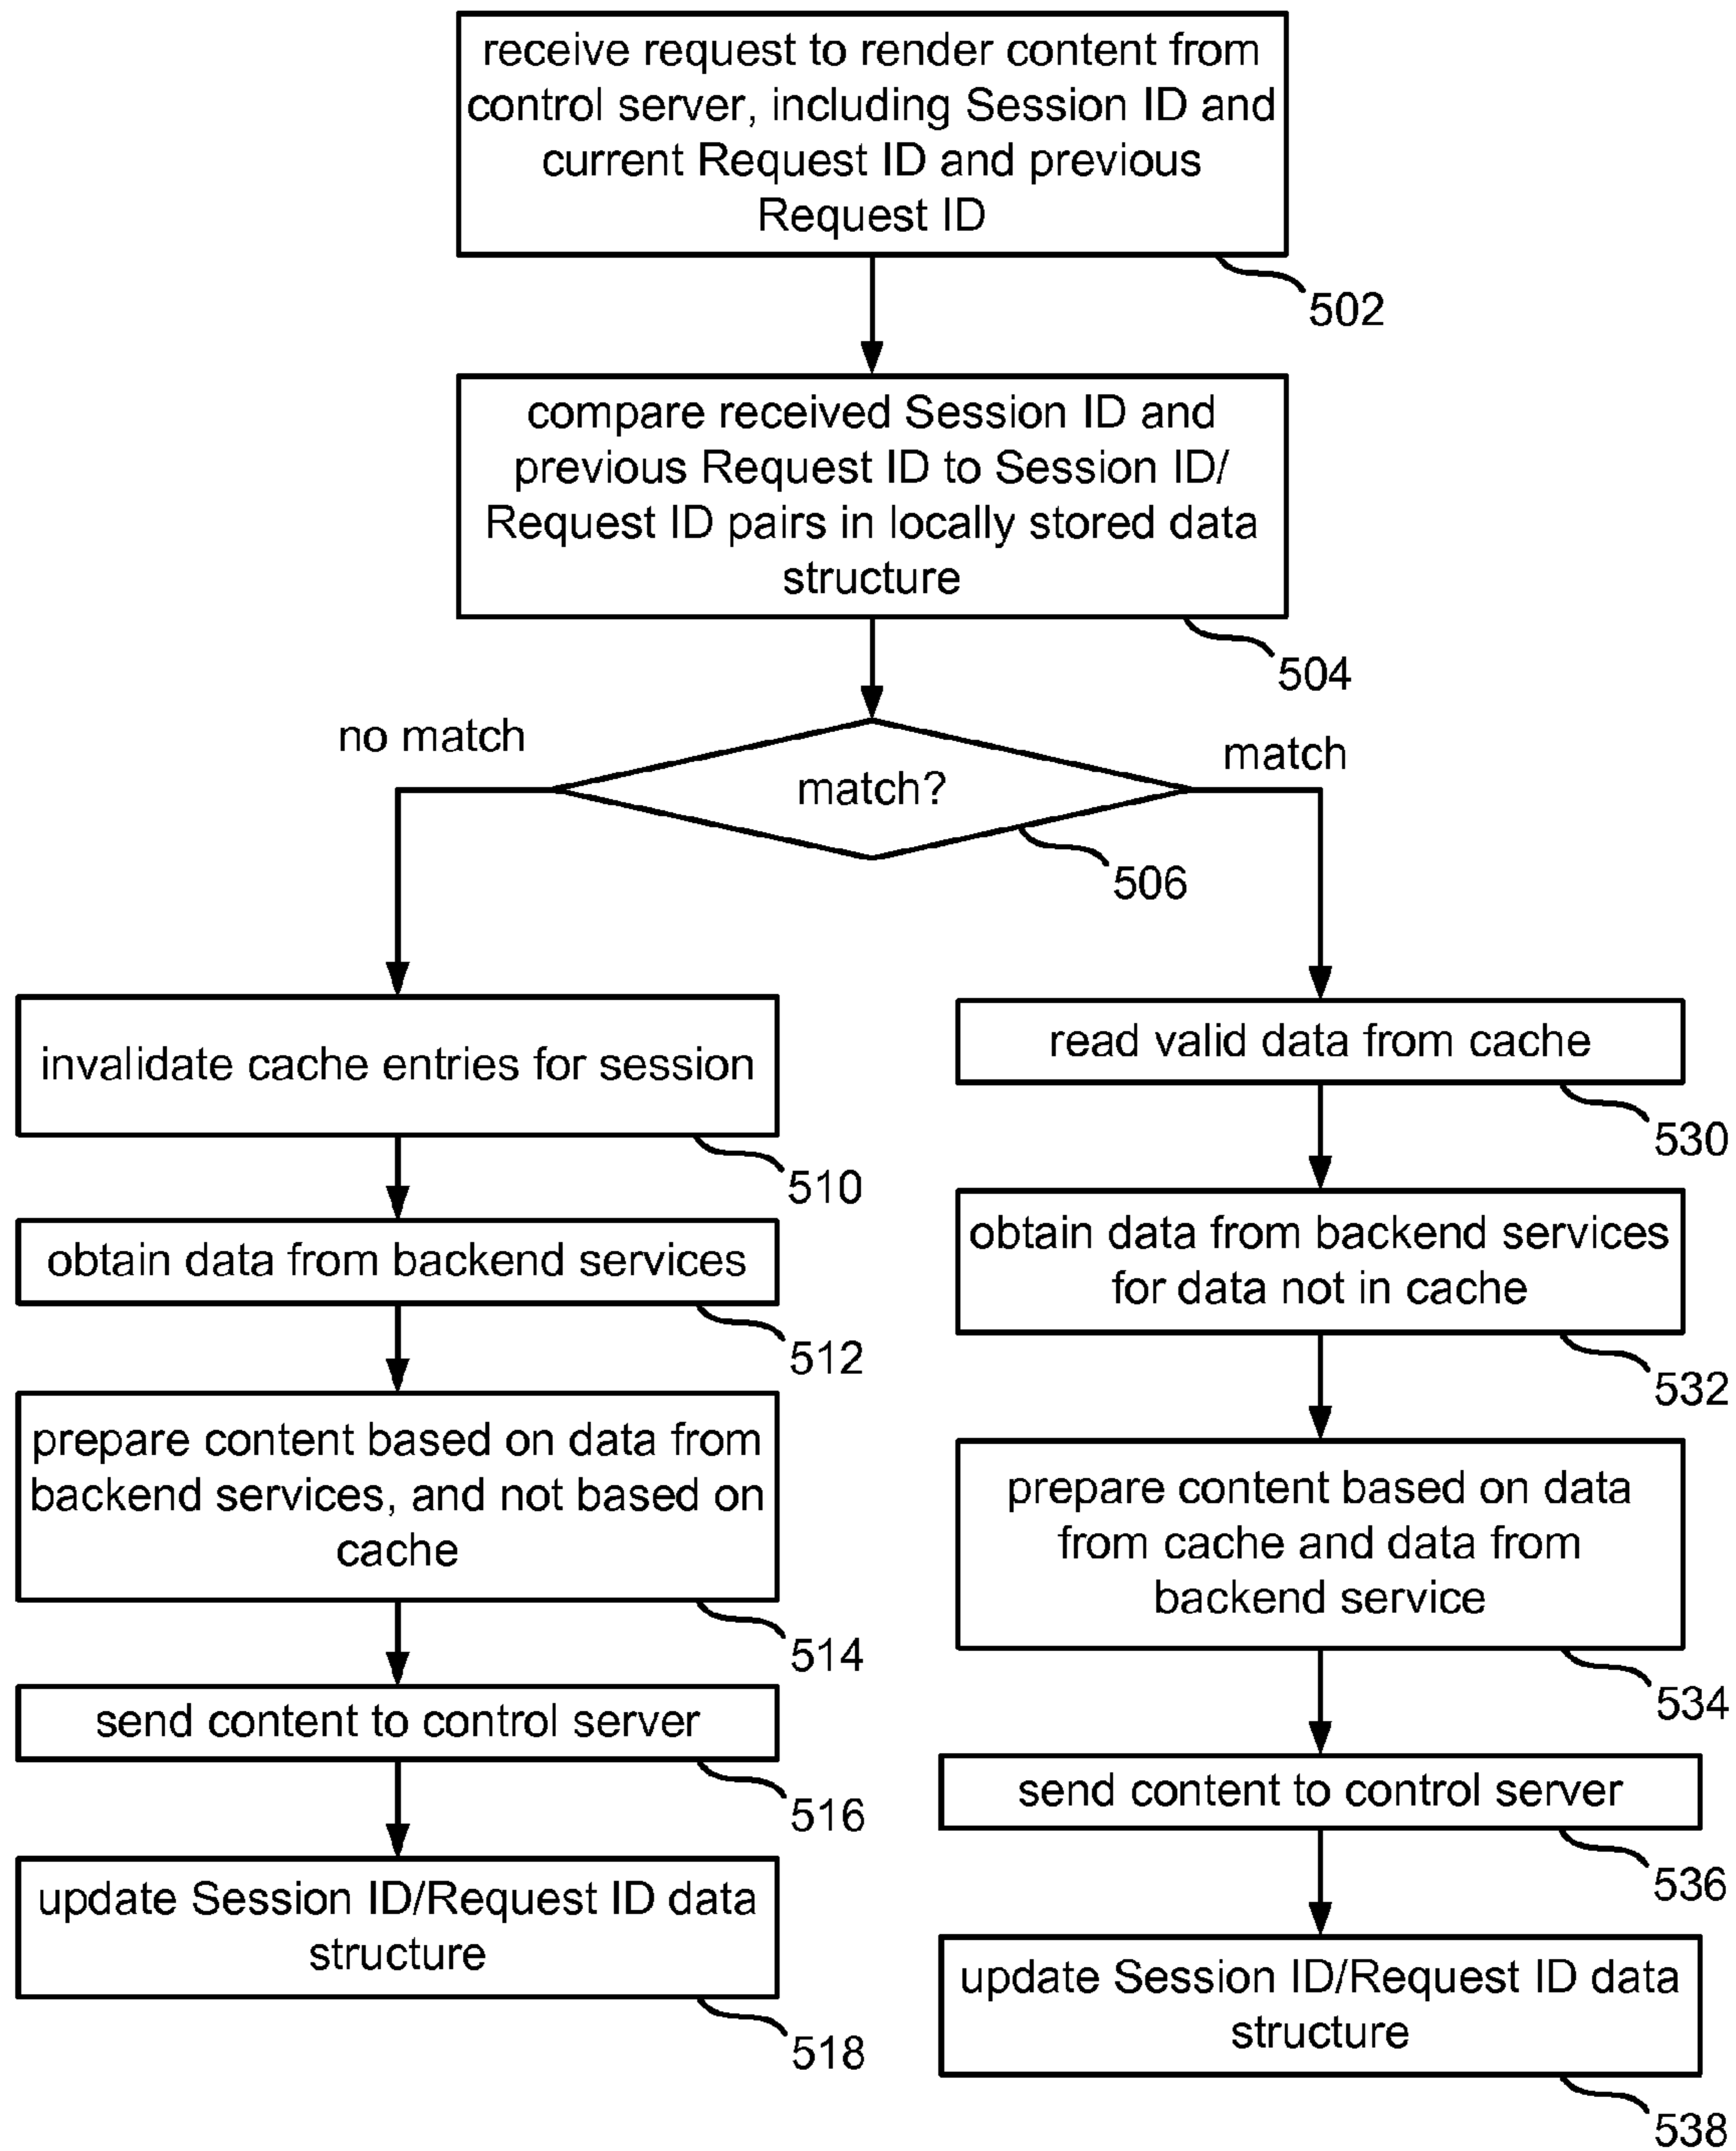 receive request to render content from
control server, including Session ID and
current Request ID and previous
Request ID
502
compare received Session ID and
previous Request ID to Session ID/
Request ID pairs in locally stored data
structure
504
no match
match
match?
506
invalidate cache entries for session
510
obtain data from backend services
512
prepare content based on data from
backend services, and not based on
cache
514
send content to control server
516
update Session ID/Request ID data
structure
518
read valid data from cache
530
obtain data from backend services
for data not in cache
532
prepare content based on data
from cache and data from
backend service
534
send content to control server
536
update Session ID/Request ID data
structure
538